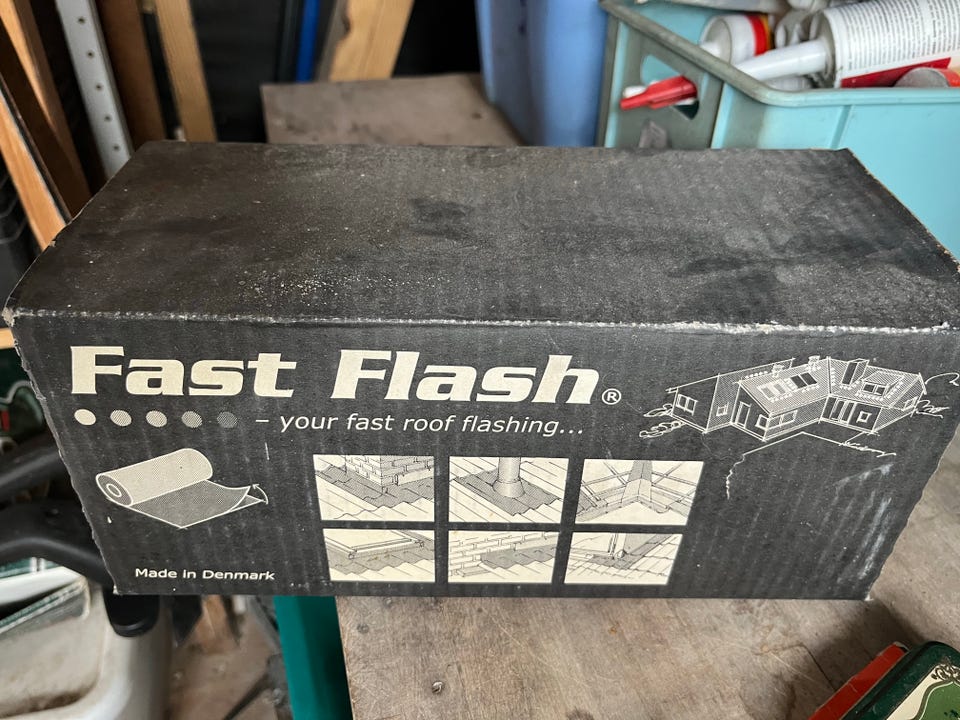 Fast Flash®
– your fast roof flashing...
Made in Denmark